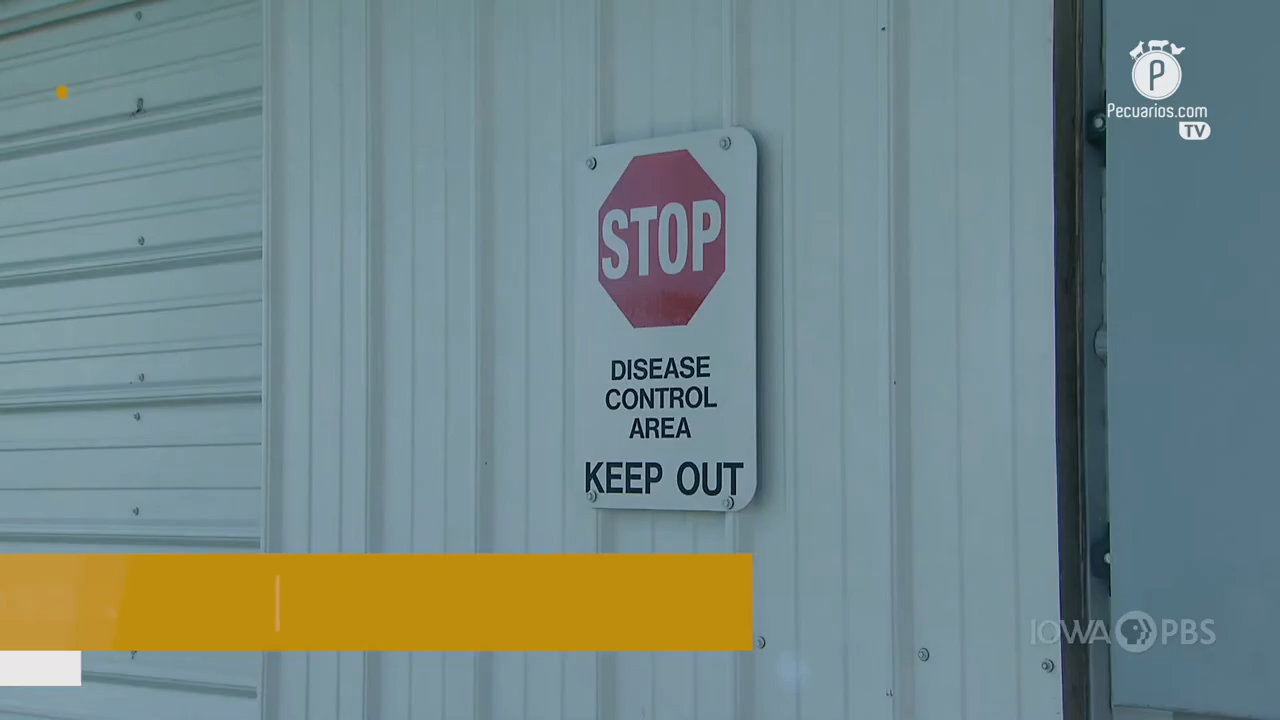 P
Pecuarios.com
TV
STOP
DISEASE
CONTROL
AREA
KEEP OUT
IOWA PBS